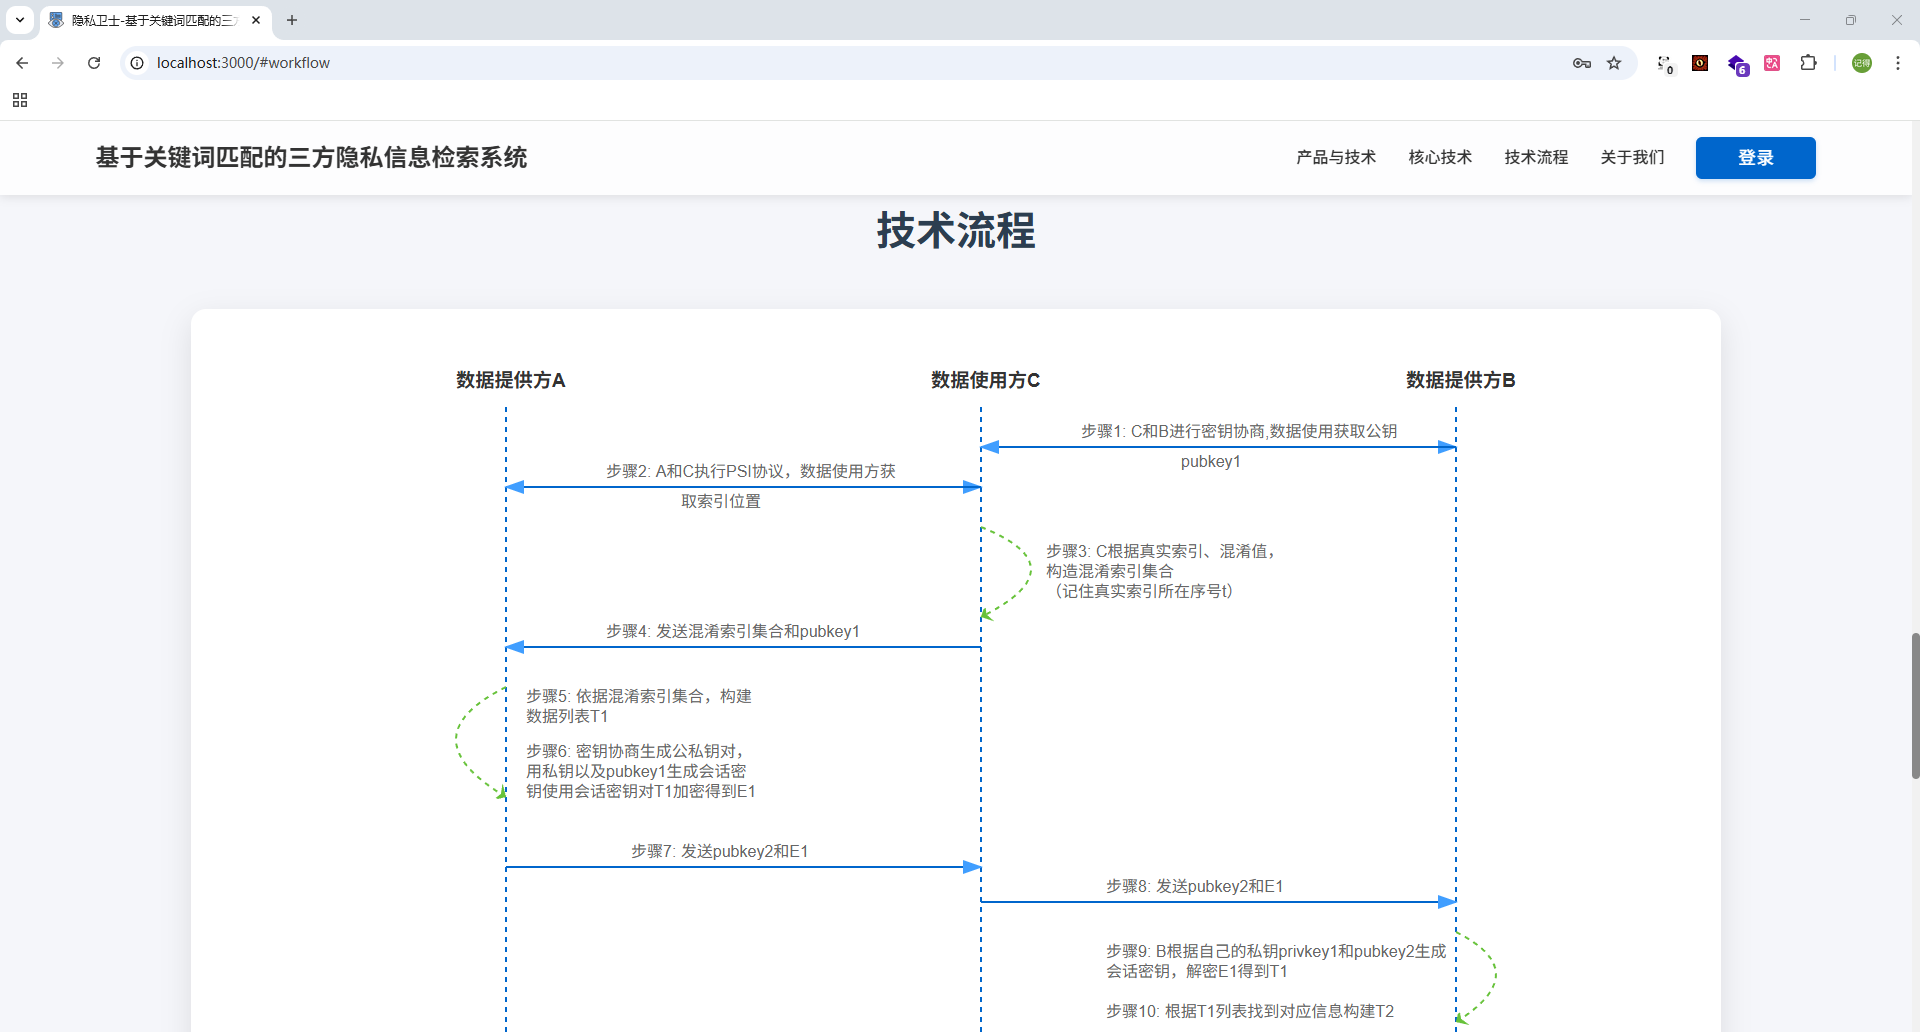 隐私卫士-基于关键词匹配的三方
localhost:3000/#workflow
0
6
记得
基于关键词匹配的三方隐私信息检索系统
产品与技术
核心技术
技术流程
关于我们
登录
技术流程
数据提供方A
数据使用方C
数据提供方B
步骤1: C和B进行密钥协商,数据使用获取公钥
pubkey1
步骤2: A和C执行PSI协议，数据使用方获
取索引位置
步骤3: C根据真实索引、混淆值，
构造混淆索引集合
（记住真实索引所在序号t）
步骤4: 发送混淆索引集合和pubkey1
步骤5: 依据混淆索引集合，构建
数据列表T1
步骤6: 密钥协商生成公私钥对，
用私钥以及pubkey1生成会话密
钥使用会话密钥对T1加密得到E1
步骤7: 发送pubkey2和E1
步骤8: 发送pubkey2和E1
步骤9: B根据自己的私钥privkey1和pubkey2生成
会话密钥，解密E1得到T1
步骤10: 根据T1列表找到对应信息构建T2